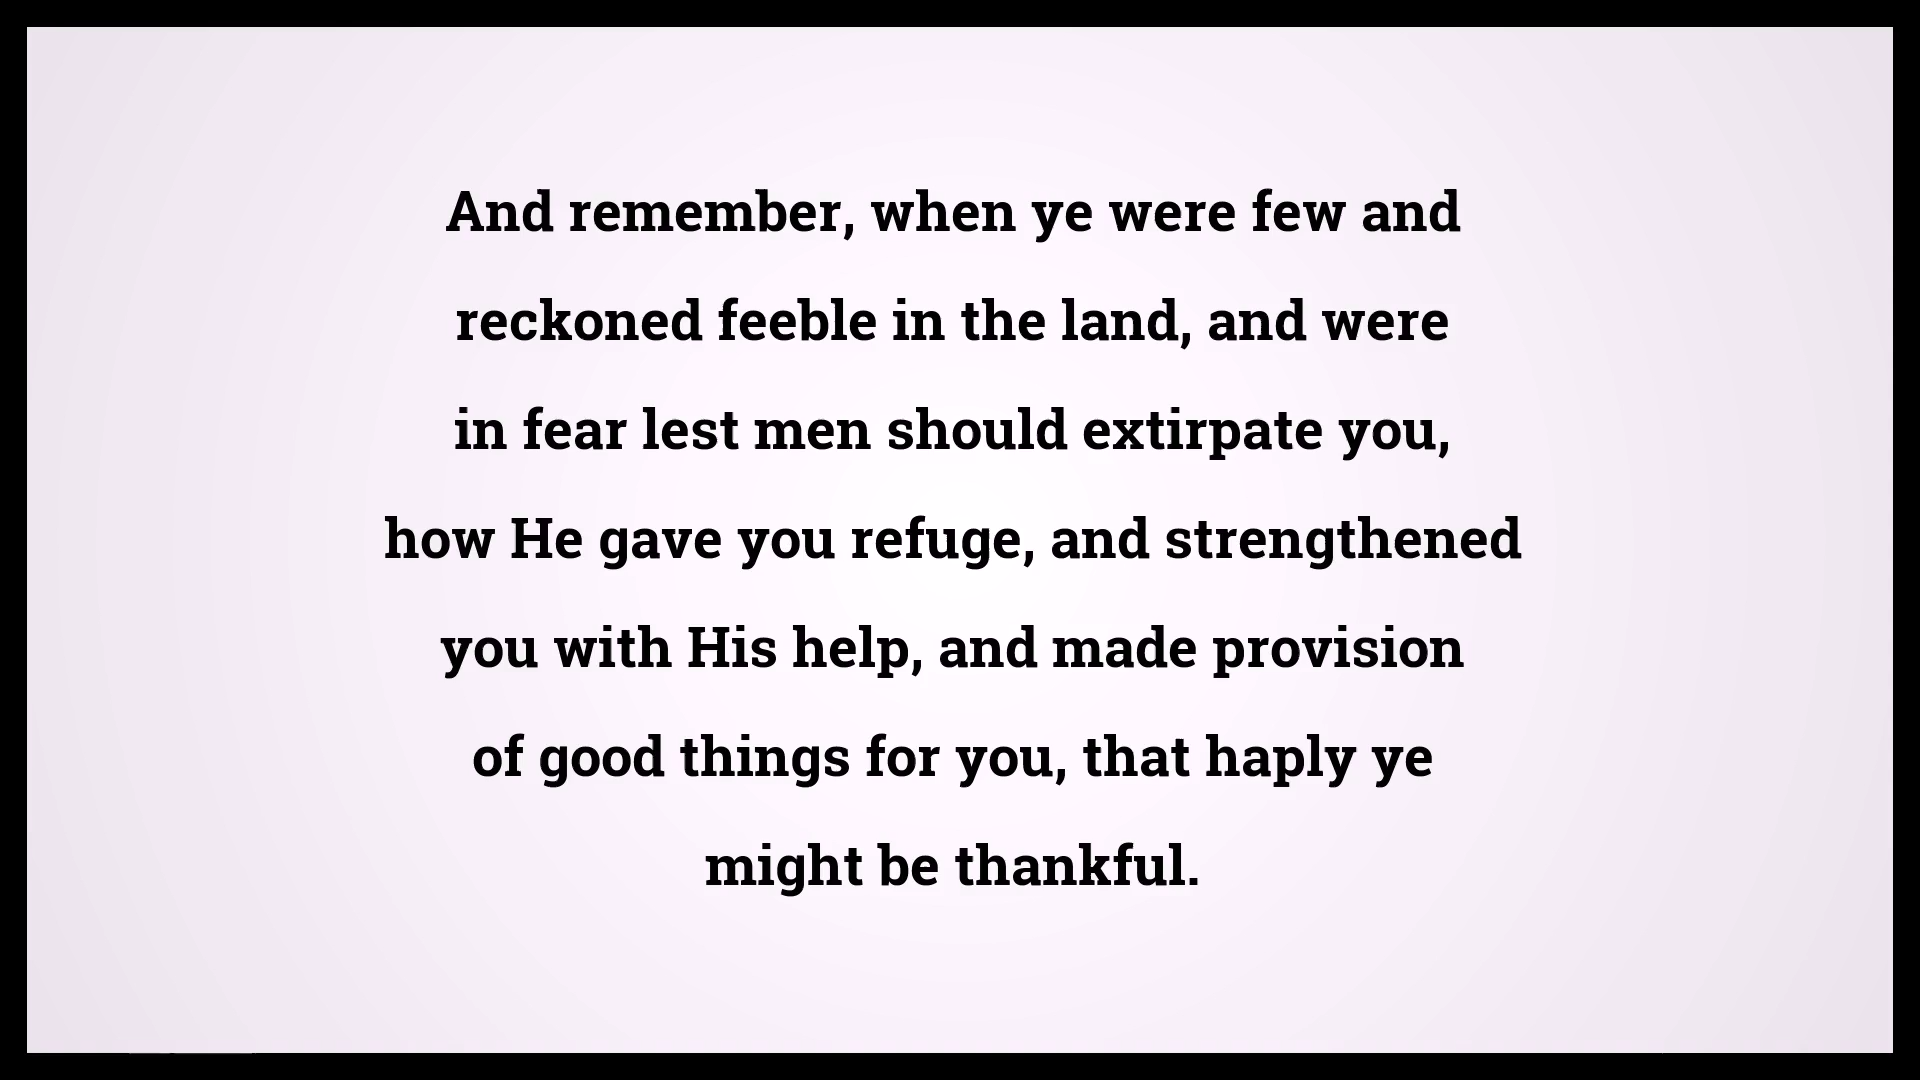 And remember, when ye were few and
reckoned feeble in the land, and were
in fear lest men should extirpate you,
how He gave you refuge, and strengthened
you with His help, and made provision
of good things for you, that haply ye
might be thankful.